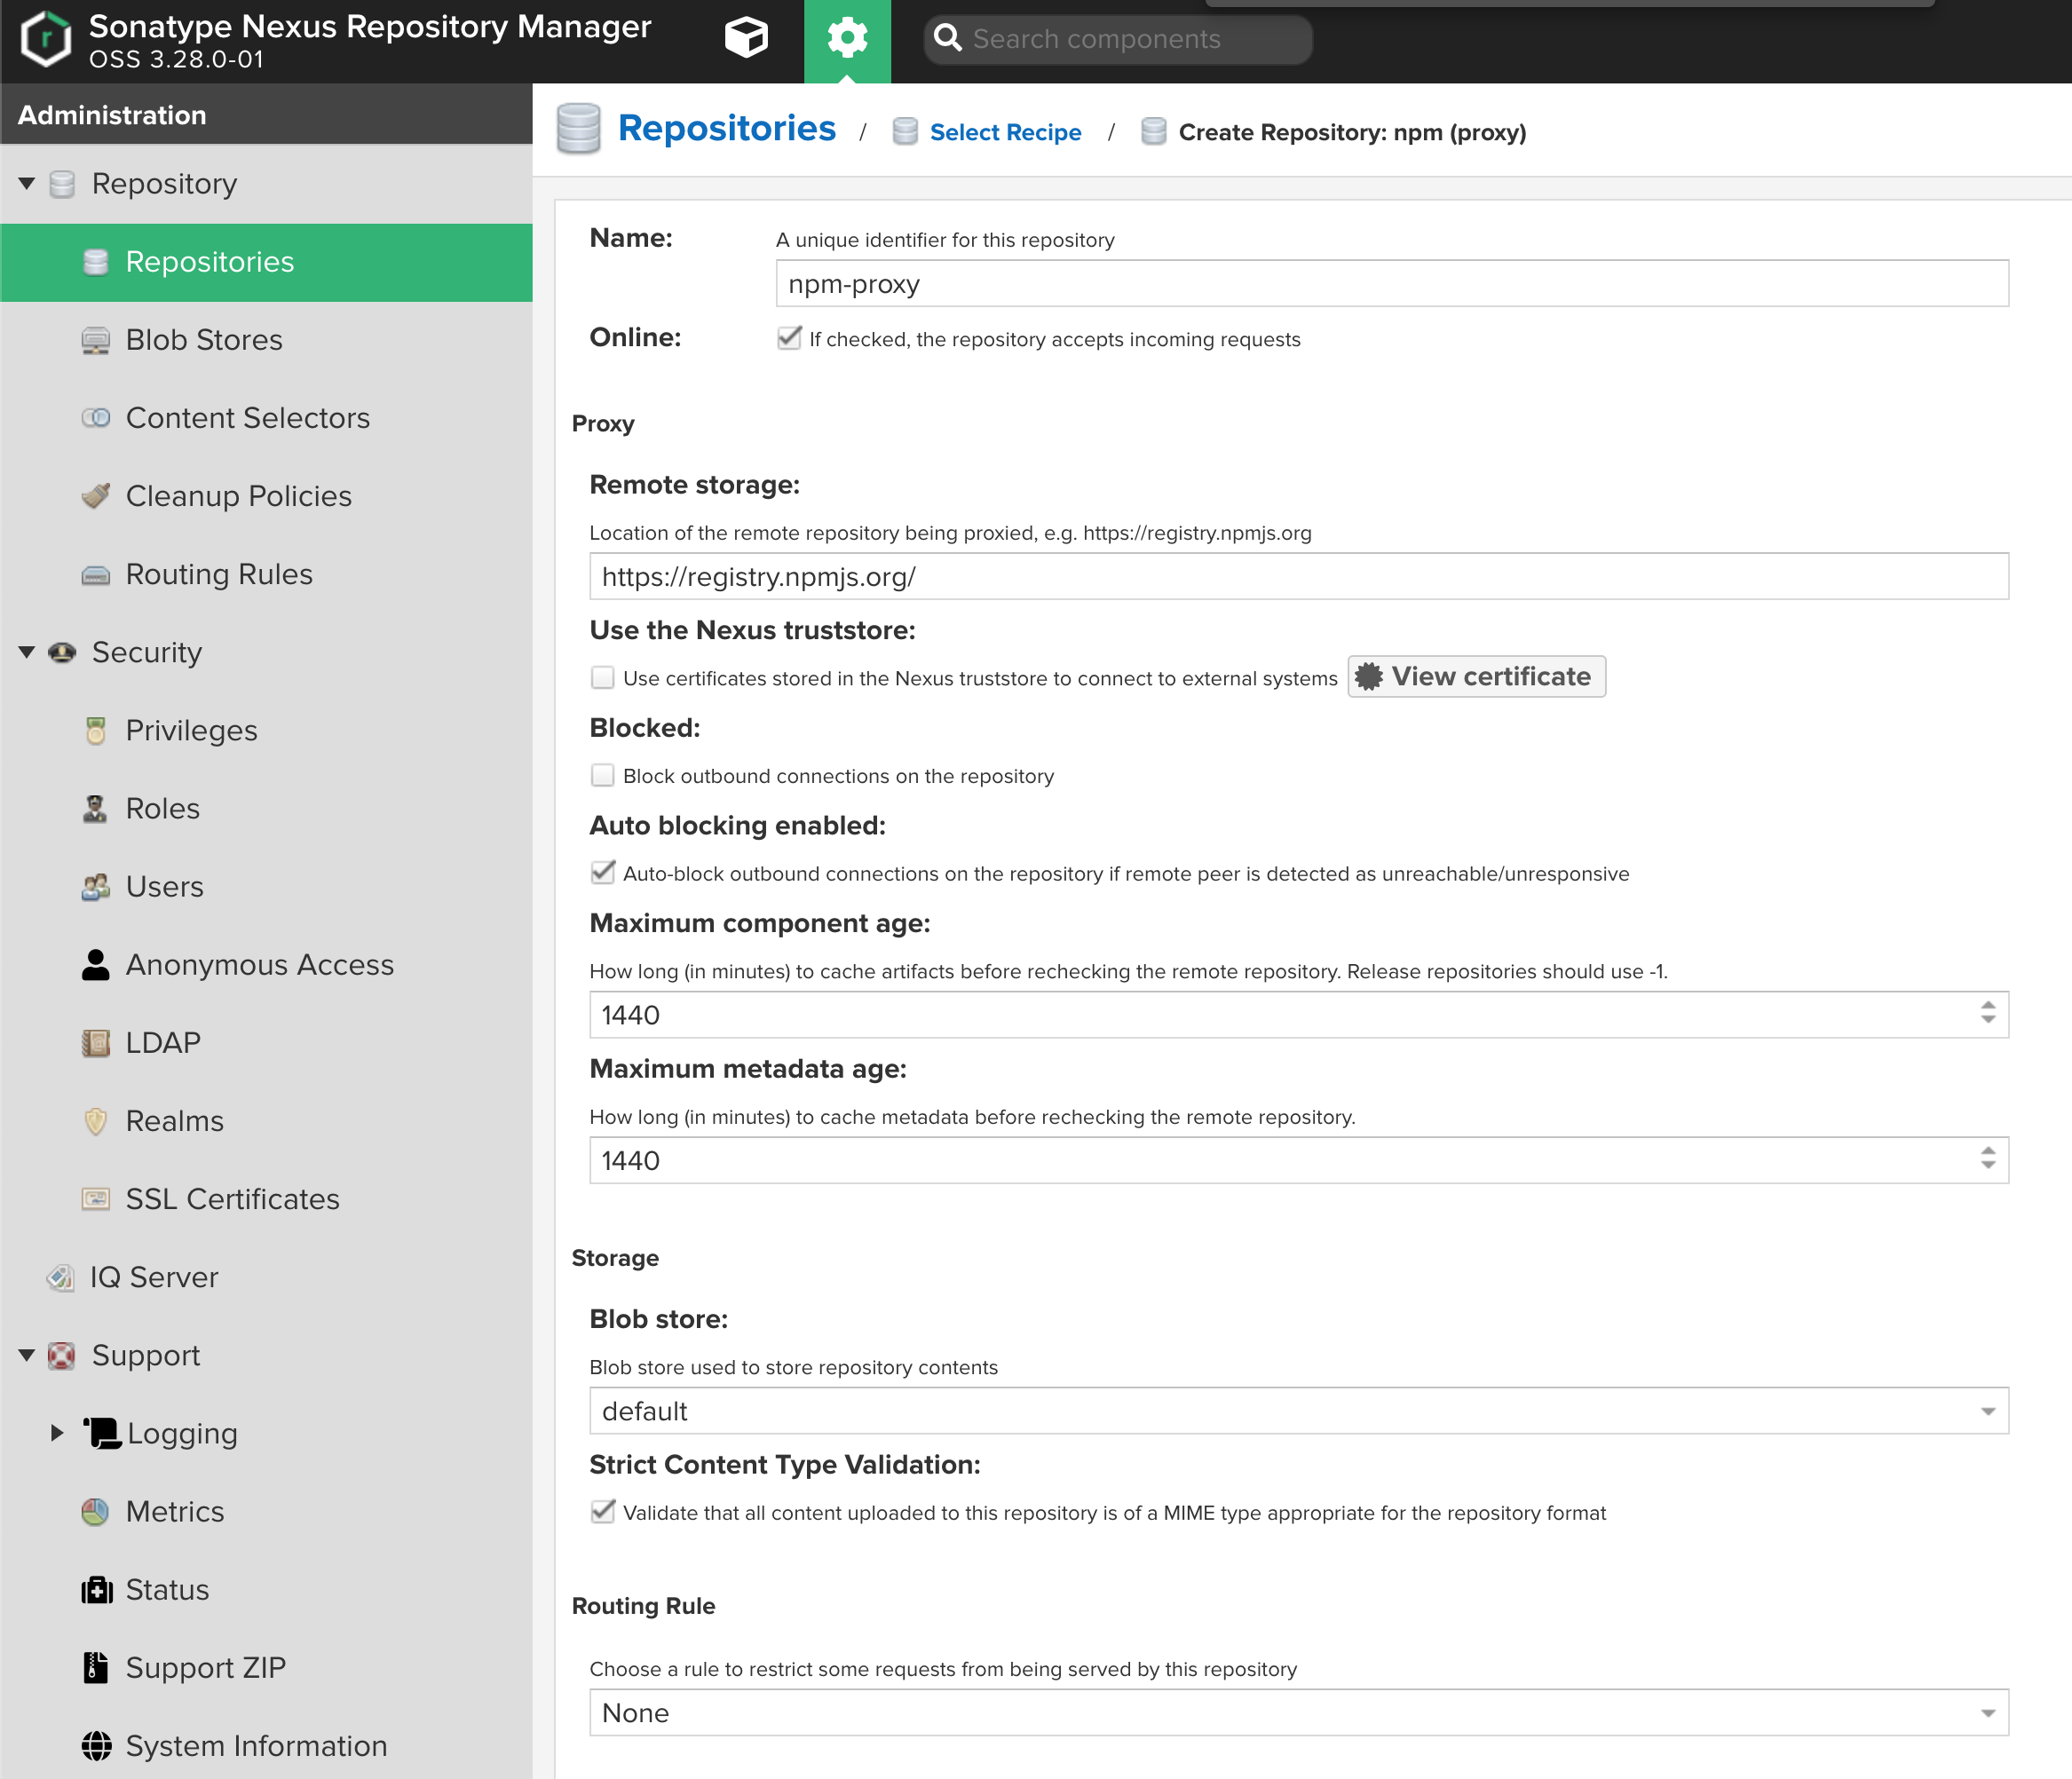 Sonatype Nexus Repository Manager
OSS 3.28.0-01
Search components
Administration
Repository
Repositories
Blob Stores
Content Selectors
Cleanup Policies
Routing Rules
Security
Privileges
Roles
Users
Anonymous Access
LDAP
Realms
SSL Certificates
IQ Server
Support
Logging
Metrics
Status
Support ZIP
System Information
Repositories / Select Recipe / Create Repository: npm (proxy)
Name: A unique identifier for this repository
npm-proxy
Online: If checked, the repository accepts incoming requests
Proxy
Remote storage:
Location of the remote repository being proxied, e.g. https://registry.npmjs.org
https://registry.npmjs.org/
Use the Nexus truststore:
Use certificates stored in the Nexus truststore to connect to external systems View certificate
Blocked:
Block outbound connections on the repository
Auto blocking enabled:
Auto-block outbound connections on the repository if remote peer is detected as unreachable/unresponsive
Maximum component age:
How long (in minutes) to cache artifacts before rechecking the remote repository. Release repositories should use -1.
1440
Maximum metadata age:
How long (in minutes) to cache metadata before rechecking the remote repository.
1440
Storage
Blob store:
Blob store used to store repository contents
default
Strict Content Type Validation:
Validate that all content uploaded to this repository is of a MIME type appropriate for the repository format
Routing Rule
Choose a rule to restrict some requests from being served by this repository
None